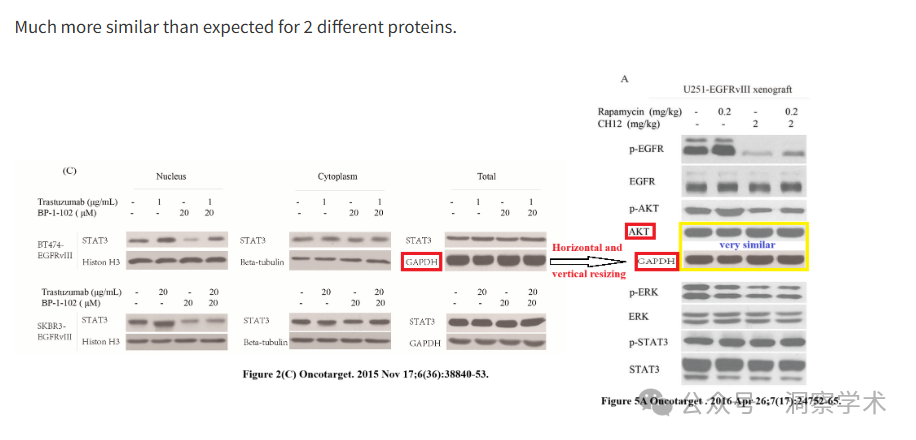 Much more similar than expected for 2 different proteins.
(C)
Nucleus Cytoplasm Total
Trastuzumab (µg/mL) - 1 - 1 - 1 - 1 - 1 - 1
BP-1-102 ( µM) - - 20 20 - - 20 20 - - 20 20
BT474-
EGFRvIII
STAT3 STAT3 STAT3
Histon H3 Beta-tubulin GAPDH
Trastuzumab (µg/mL) - 20 - 20 - 20 - 20 - 20 - 20
BP-1-102 ( µM) - - 20 20 - - 20 20 - - 20 20
SKBR3-
EGFRvIII
STAT3 STAT3 STAT3
Histon H3 Beta-tubulin GAPDH
Figure 2(C) Oncotarget. 2015 Nov 17;6(36):38840-53.
Horizontal and
vertical resizing
A
U251-EGFRvIII xenograft
Rapamycin (mg/kg) - 0.2 - 0.2
CH12 (mg/kg) - - 2 2
p-EGFR
EGFR
p-AKT
AKT
very similar
GAPDH
p-ERK
ERK
p-STAT3
STAT3
Figure 5A Oncotarget . 2016 Apr 26;7(17):24752-65.
公众号 · 洞察学术